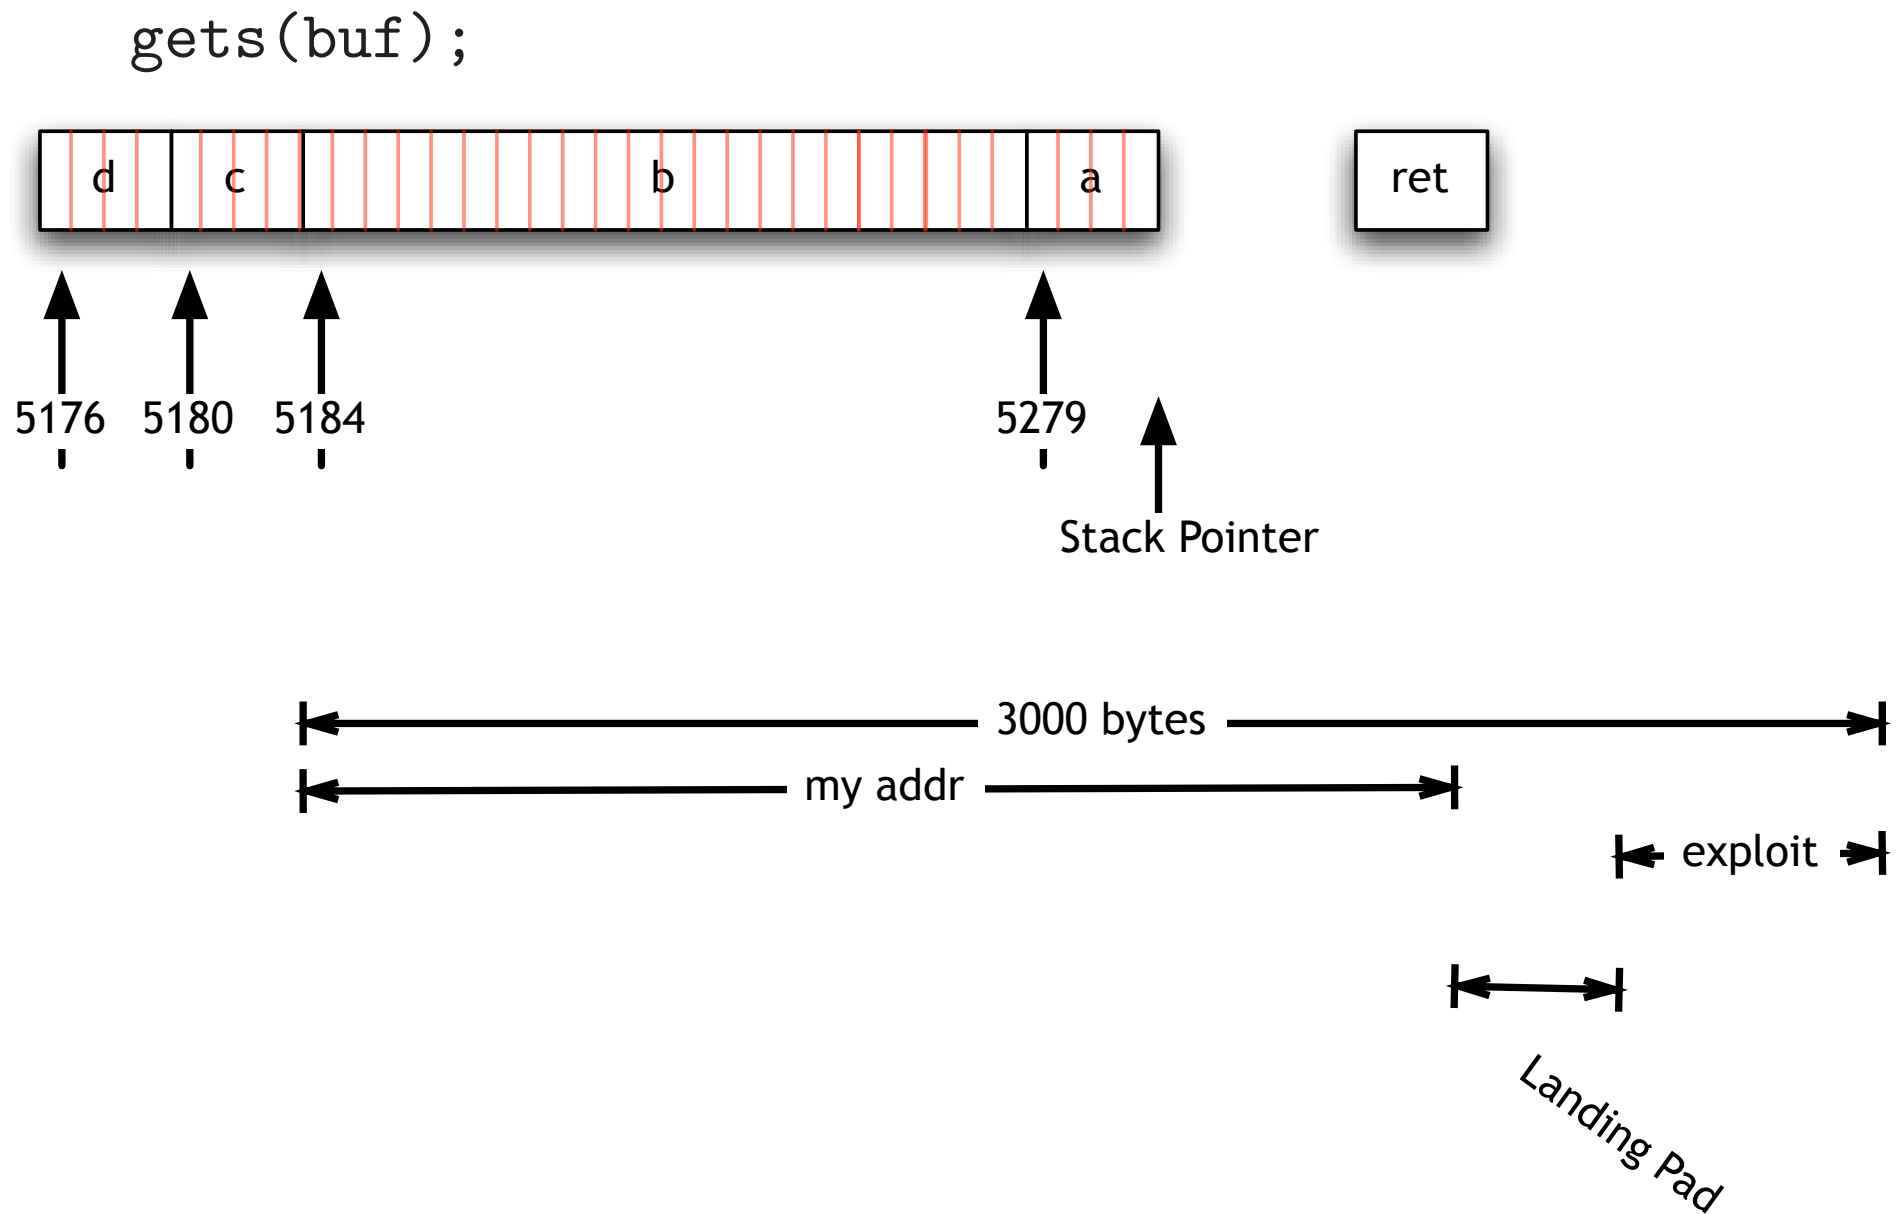 gets(buf);
d c b a ret
5176 5180 5184 5279
Stack Pointer
3000 bytes
my addr
exploit
Landing Pad